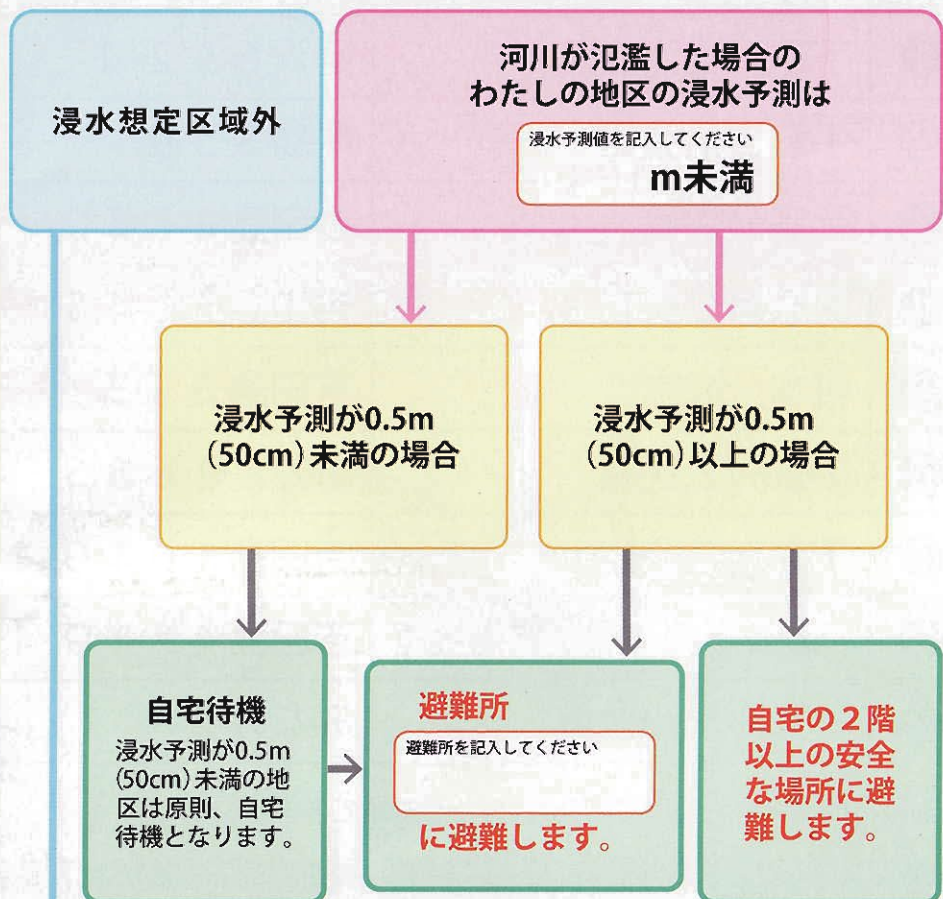 浸水想定区域外
河川が氾濫した場合の
わたしの地区の浸水予測は
浸水予測値を記入してください
m未満
浸水予測が0.5m
(50cm)未満の場合
浸水予測が0.5m
(50cm)以上の場合
自宅待機
浸水予測が0.5m
(50cm)未満の地
区は原則、自宅
待機となります。
避難所
避難所を記入してください
に避難します。
自宅の2階
以上の安全
な場所に避
難します。